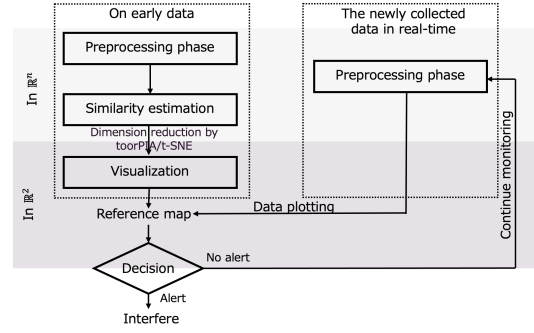 On early data
The newly collected
data in real-time
Preprocessing phase
Preprocessing phase
In ℝⁿ
Similarity estimation
Dimension reduction by
toorPIA/t-SNE
Visualization
In ℝ²
Reference map
Data plotting
Continue monitoring
Decision
No alert
Alert
Interfere